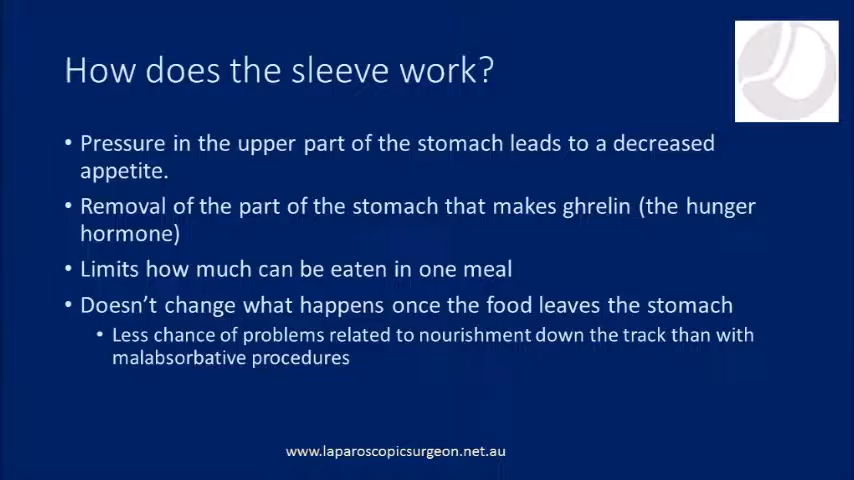 How does the sleeve work?
• Pressure in the upper part of the stomach leads to a decreased
appetite.
• Removal of the part of the stomach that makes ghrelin (the hunger
hormone)
• Limits how much can be eaten in one meal
• Doesn’t change what happens once the food leaves the stomach
• Less chance of problems related to nourishment down the track than with
malabsorbative procedures
www.laparoscopicsurgeon.net.au